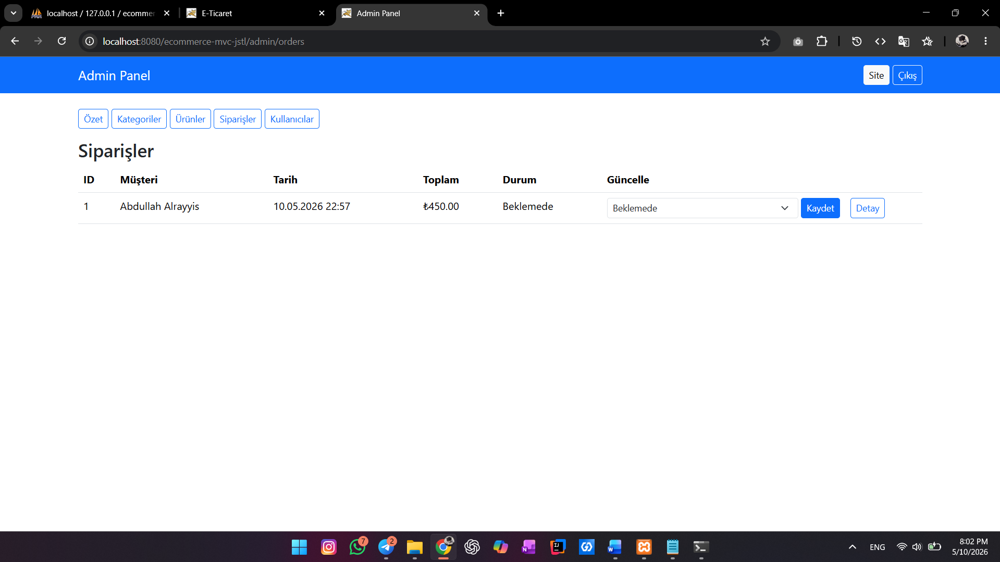 localhost / 127.0.0.1 / ecommer
E-Ticaret
Admin Panel
localhost:8080/ecommerce-mvc-jstl/admin/orders
Admin Panel
Site
Çıkış
Özet
Kategoriler
Ürünler
Siparişler
Kullanıcılar
Siparişler
ID Müşteri Tarih Toplam Durum Güncelle
1 Abdullah Alrayyis 10.05.2026 22:57 ₺450.00 Beklemede Beklemede Kaydet Detay
7
2
ENG
8:02 PM
5/10/2026